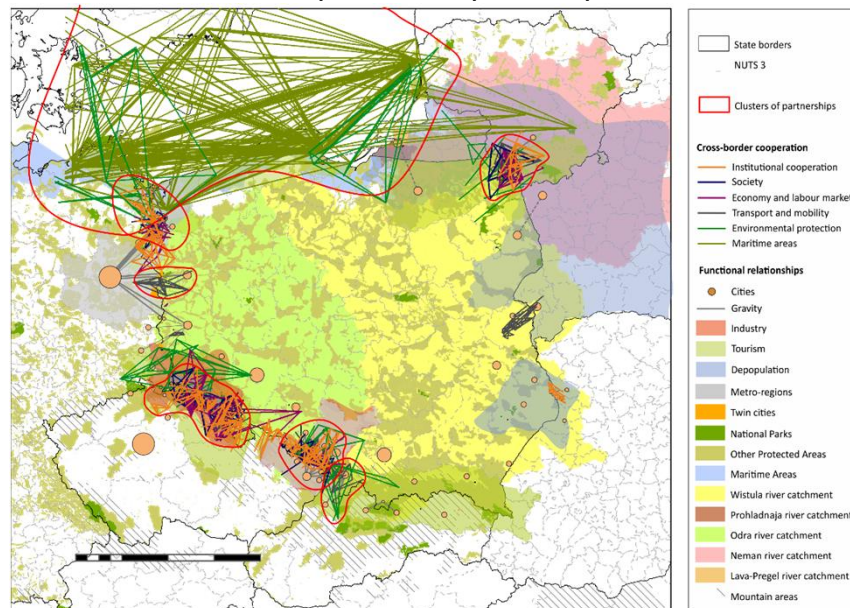 State borders
NUTS 3
Clusters of partnerships
Cross-border cooperation
Institutional cooperation
Society
Economy and labour market
Transport and mobility
Environmental protection
Maritime areas
Functional relationships
Cities
Gravity
Industry
Tourism
Depopulation
Metro-regions
Twin cities
National Parks
Other Protected Areas
Maritime Areas
Wistula river catchment
Prohladnaja river catchment
Odra river catchment
Neman river catchment
Lava-Pregel river catchment
Mountain areas